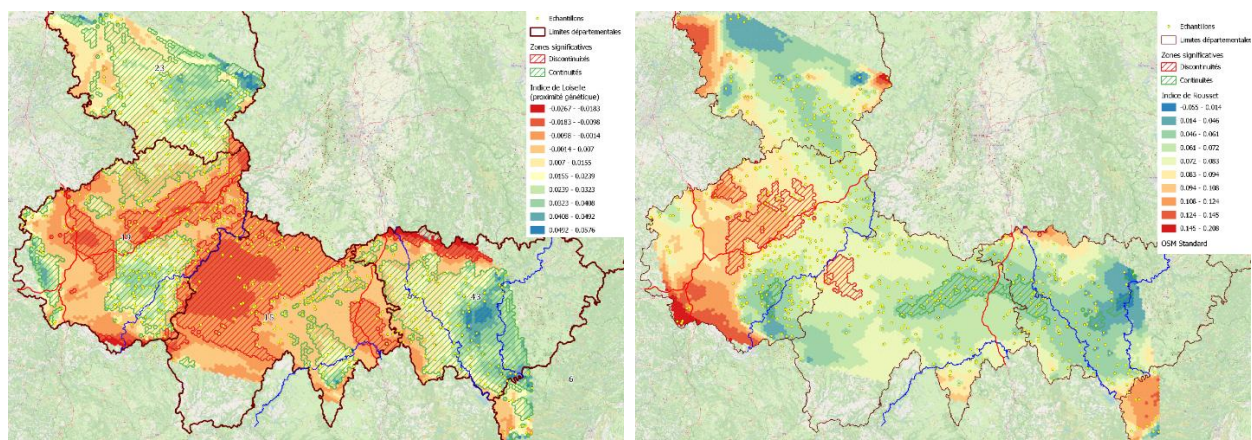 Echantillons
Limites départementales
Zones significatives
Discontinuités
Continuités
Indice de Loiselle
(proximité génétique)
-0.0267 - -0.0183
-0.0183 - -0.0098
-0.0098 - -0.0014
-0.0014 - 0.007
0.007 - 0.0155
0.0155 - 0.0239
0.0239 - 0.0323
0.0323 - 0.0408
0.0408 - 0.0492
0.0492 - 0.0576
23
19
15
43
6
Echantillons
Limites départementales
Zones significatives
Discontinuités
Continuités
Indice de Rousset
-0.055 - 0.014
0.014 - 0.046
0.046 - 0.061
0.061 - 0.072
0.072 - 0.083
0.083 - 0.094
0.094 - 0.108
0.108 - 0.124
0.124 - 0.145
0.145 - 0.208
OSM Standard